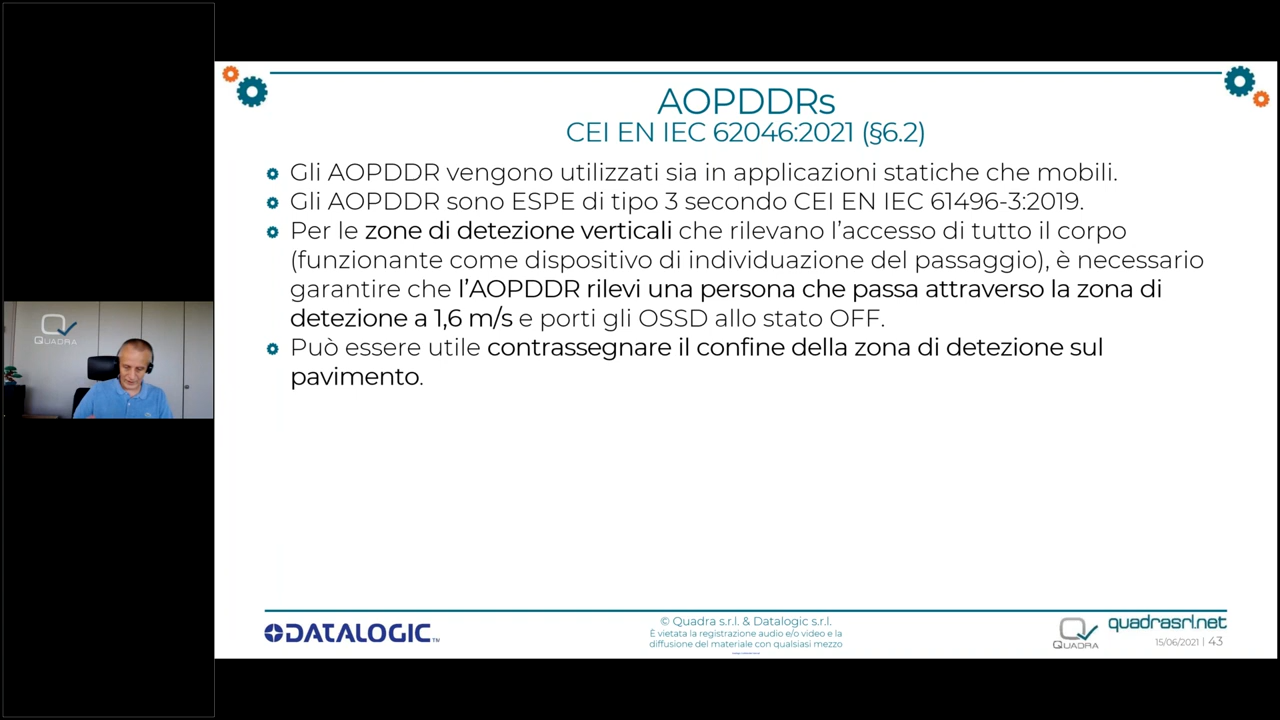 QUADRA
AOPDDRs
CEI EN IEC 62046:2021 (§6.2)
Gli AOPDDR vengono utilizzati sia in applicazioni statiche che mobili.
Gli AOPDDR sono ESPE di tipo 3 secondo CEI EN IEC 61496-3:2019.
Per le zone di detezione verticali che rilevano l’accesso di tutto il corpo
(funzionante come dispositivo di individuazione del passaggio), è necessario
garantire che l’AOPDDR rilevi una persona che passa attraverso la zona di
detezione a 1,6 m/s e porti gli OSSD allo stato OFF.
Può essere utile contrassegnare il confine della zona di detezione sul
pavimento.
DATALOGIC™
© Quadra s.r.l. & Datalogic s.r.l.
È vietata la registrazione audio e/o video e la
diffusione del materiale con qualsiasi mezzo
QUADRA
quadrasrl.net
15/06/2021 | 43